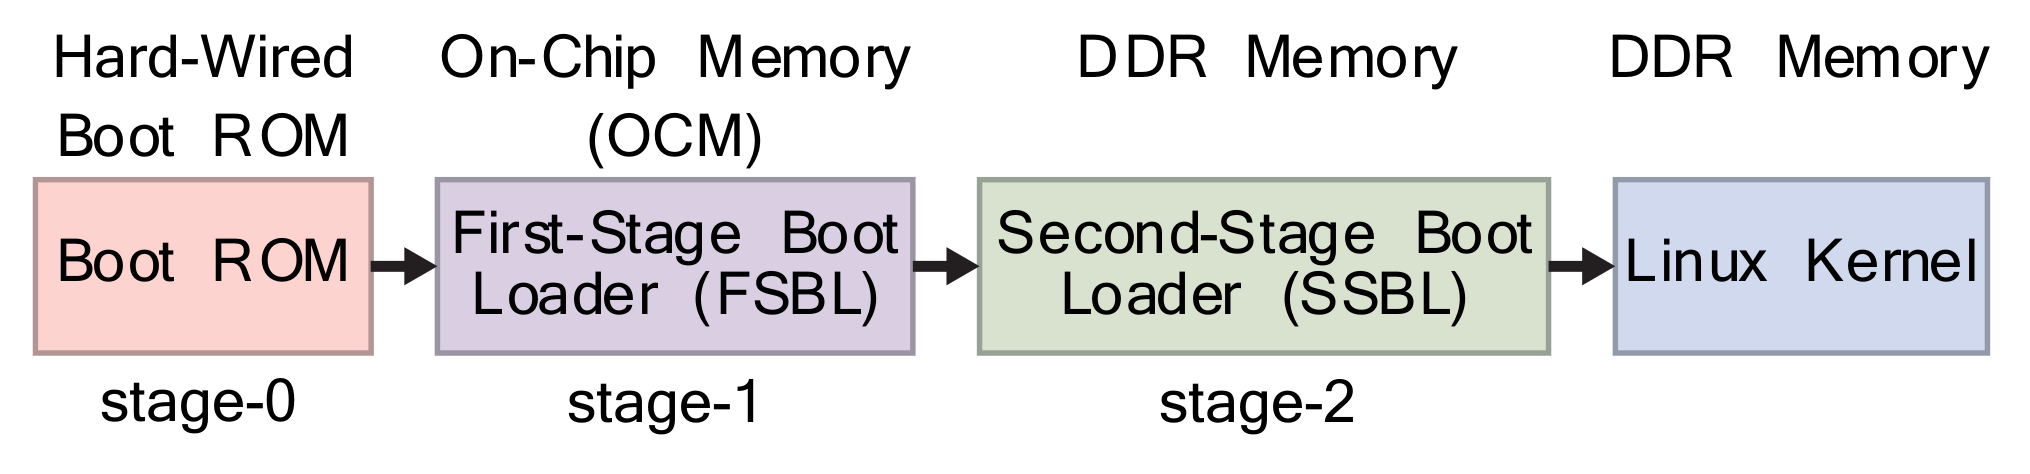 Hard-Wired
Boot ROM
On-Chip Memory
(OCM)
DDR Memory
DDR Memory
Boot ROM
First-Stage Boot
Loader (FSBL)
Second-Stage Boot
Loader (SSBL)
Linux Kernel
stage-0
stage-1
stage-2